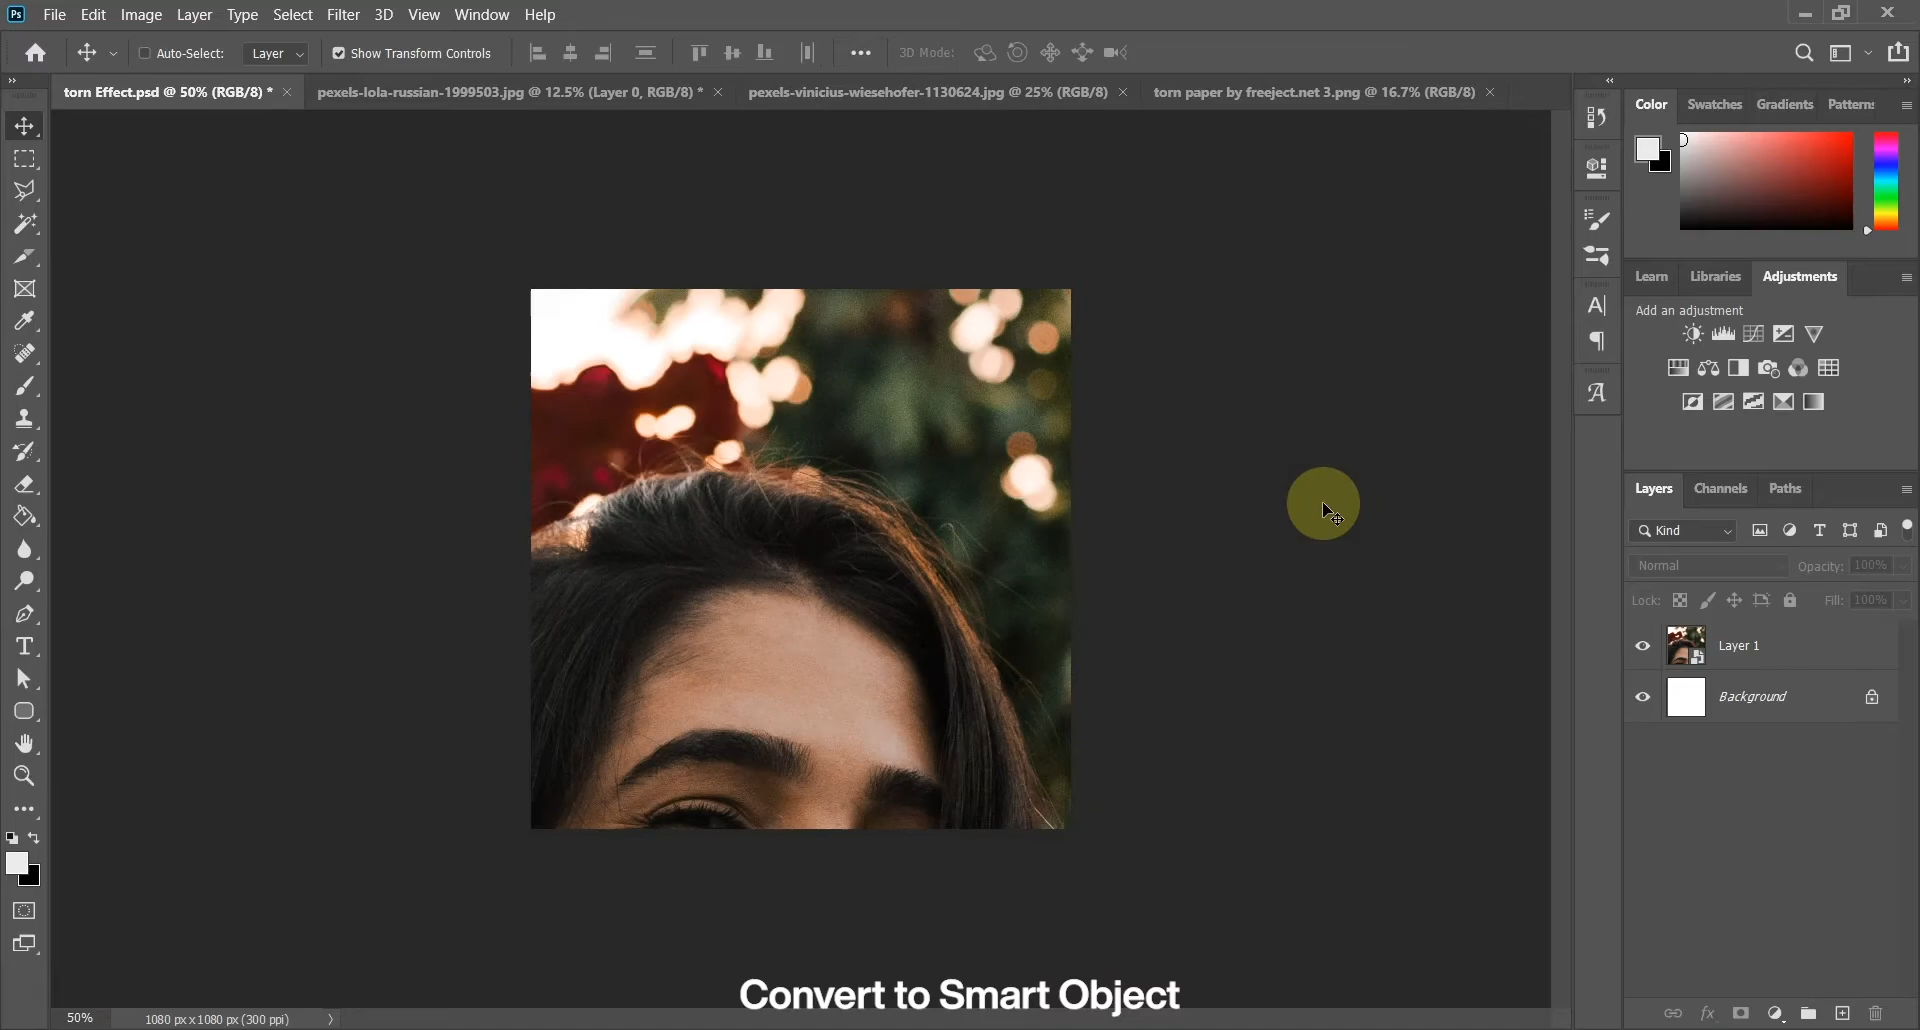 Ps File Edit Image Layer Type Select Filter 3D View Window Help
Auto-Select: Layer Show Transform Controls 3D Mode:
torn Effect.psd @ 50% (RGB/8) * pexels-lola-russian-1999503.jpg @ 12.5% (Layer 0, RGB/8) * pexels-vinicius-wiesehofer-1130624.jpg @ 25% (RGB/8) torn paper by freeject.net 3.png @ 16.7% (RGB/8)
Color Swatches Gradients Patterns
Learn Libraries Adjustments
Add an adjustment
Layers Channels Paths
Kind
Normal Opacity: 100%
Lock: Fill: 100%
Layer 1
Background
Convert to Smart Object
50% 1080 px x 1080 px (300 ppi)